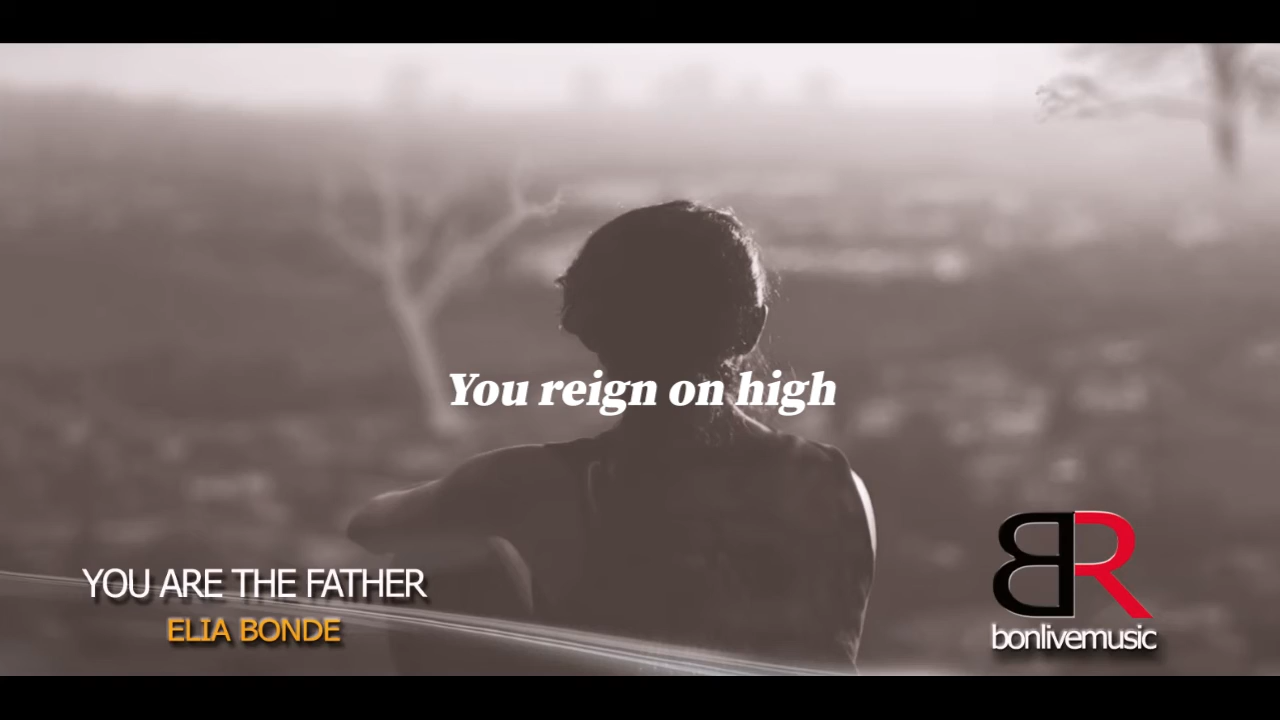 You reign on high
YOU ARE THE FATHER
ELIA BONDE
BR
bonlivemusic